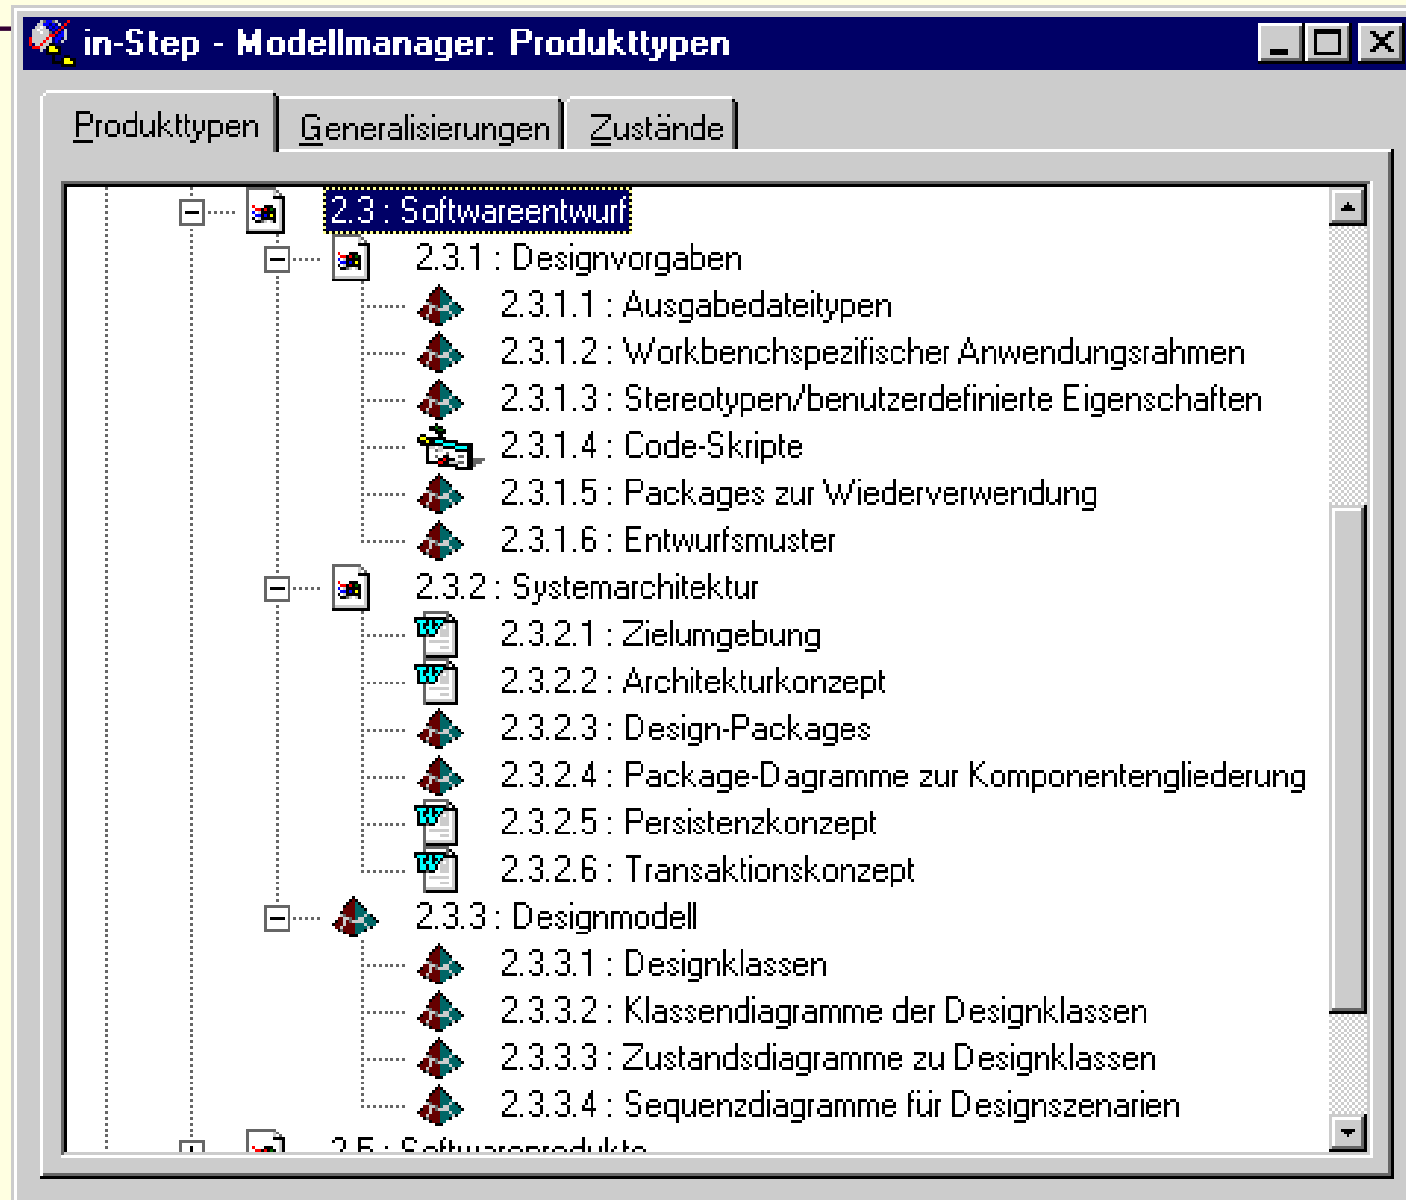 in-Step - Modellmanager: Produkttypen
Produkttypen Generalisierungen Zustände
2.3 : Softwareentwurf
2.3.1 : Designvorgaben
2.3.1.1 : Ausgabedateitypen
2.3.1.2 : Workbenchspezifischer Anwendungsrahmen
2.3.1.3 : Stereotypen/benutzerdefinierte Eigenschaften
2.3.1.4 : Code-Skripte
2.3.1.5 : Packages zur Wiederverwendung
2.3.1.6 : Entwurfsmuster
2.3.2 : Systemarchitektur
2.3.2.1 : Zielumgebung
2.3.2.2 : Architekturkonzept
2.3.2.3 : Design-Packages
2.3.2.4 : Package-Dagramme zur Komponentengliederung
2.3.2.5 : Persistenzkonzept
2.3.2.6 : Transaktionskonzept
2.3.3 : Designmodell
2.3.3.1 : Designklassen
2.3.3.2 : Klassendiagramme der Designklassen
2.3.3.3 : Zustandsdiagramme zu Designklassen
2.3.3.4 : Sequenzdiagramme für Designszenarien
2.5 : Softwareprodukte